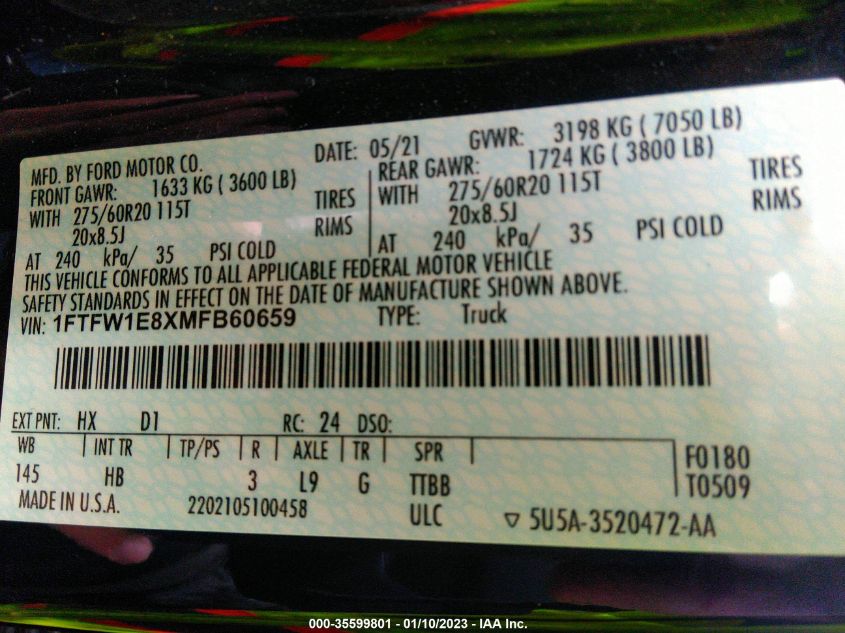 MFD. BY FORD MOTOR CO.
DATE: 05/21 GVWR: 3198 KG ( 7050 LB)
FRONT GAWR: 1633 KG ( 3600 LB)
REAR GAWR: 1724 KG ( 3800 LB)
WITH 275/60R20 115T TIRES
WITH 275/60R20 115T TIRES
20x8.5J RIMS
20x8.5J RIMS
AT 240 kPa/ 35 PSI COLD
AT 240 kPa/ 35 PSI COLD
THIS VEHICLE CONFORMS TO ALL APPLICABLE FEDERAL MOTOR VEHICLE
SAFETY STANDARDS IN EFFECT ON THE DATE OF MANUFACTURE SHOWN ABOVE.
VIN: 1FTFW1E8XMFB60659 TYPE: Truck
EXT PNT: HX D1 RC: 24 DSO:
WB INT TR TP/PS R AXLE TR SPR
F0180
145 HB 3 L9 G TTBB
T0509
MADE IN U.S.A. 2202105100458 ULC ▽ 5U5A-3520472-AA
000-35599801 - 01/10/2023 - IAA Inc.